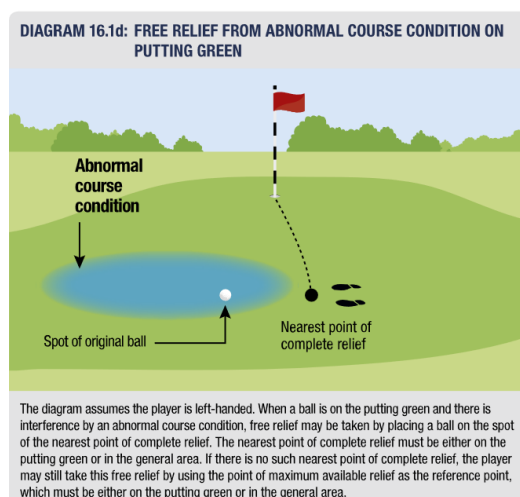 DIAGRAM 16.1d: FREE RELIEF FROM ABNORMAL COURSE CONDITION ON
PUTTING GREEN
Abnormal
course
condition
Spot of original ball
Nearest point of
complete relief
The diagram assumes the player is left-handed. When a ball is on the putting green and there is
interference by an abnormal course condition, free relief may be taken by placing a ball on the spot
of the nearest point of complete relief. The nearest point of complete relief must be either on the
putting green or in the general area. If there is no such nearest point of complete relief, the player
may still take this free relief by using the point of maximum available relief as the reference point,
which must be either on the putting green or in the general area.